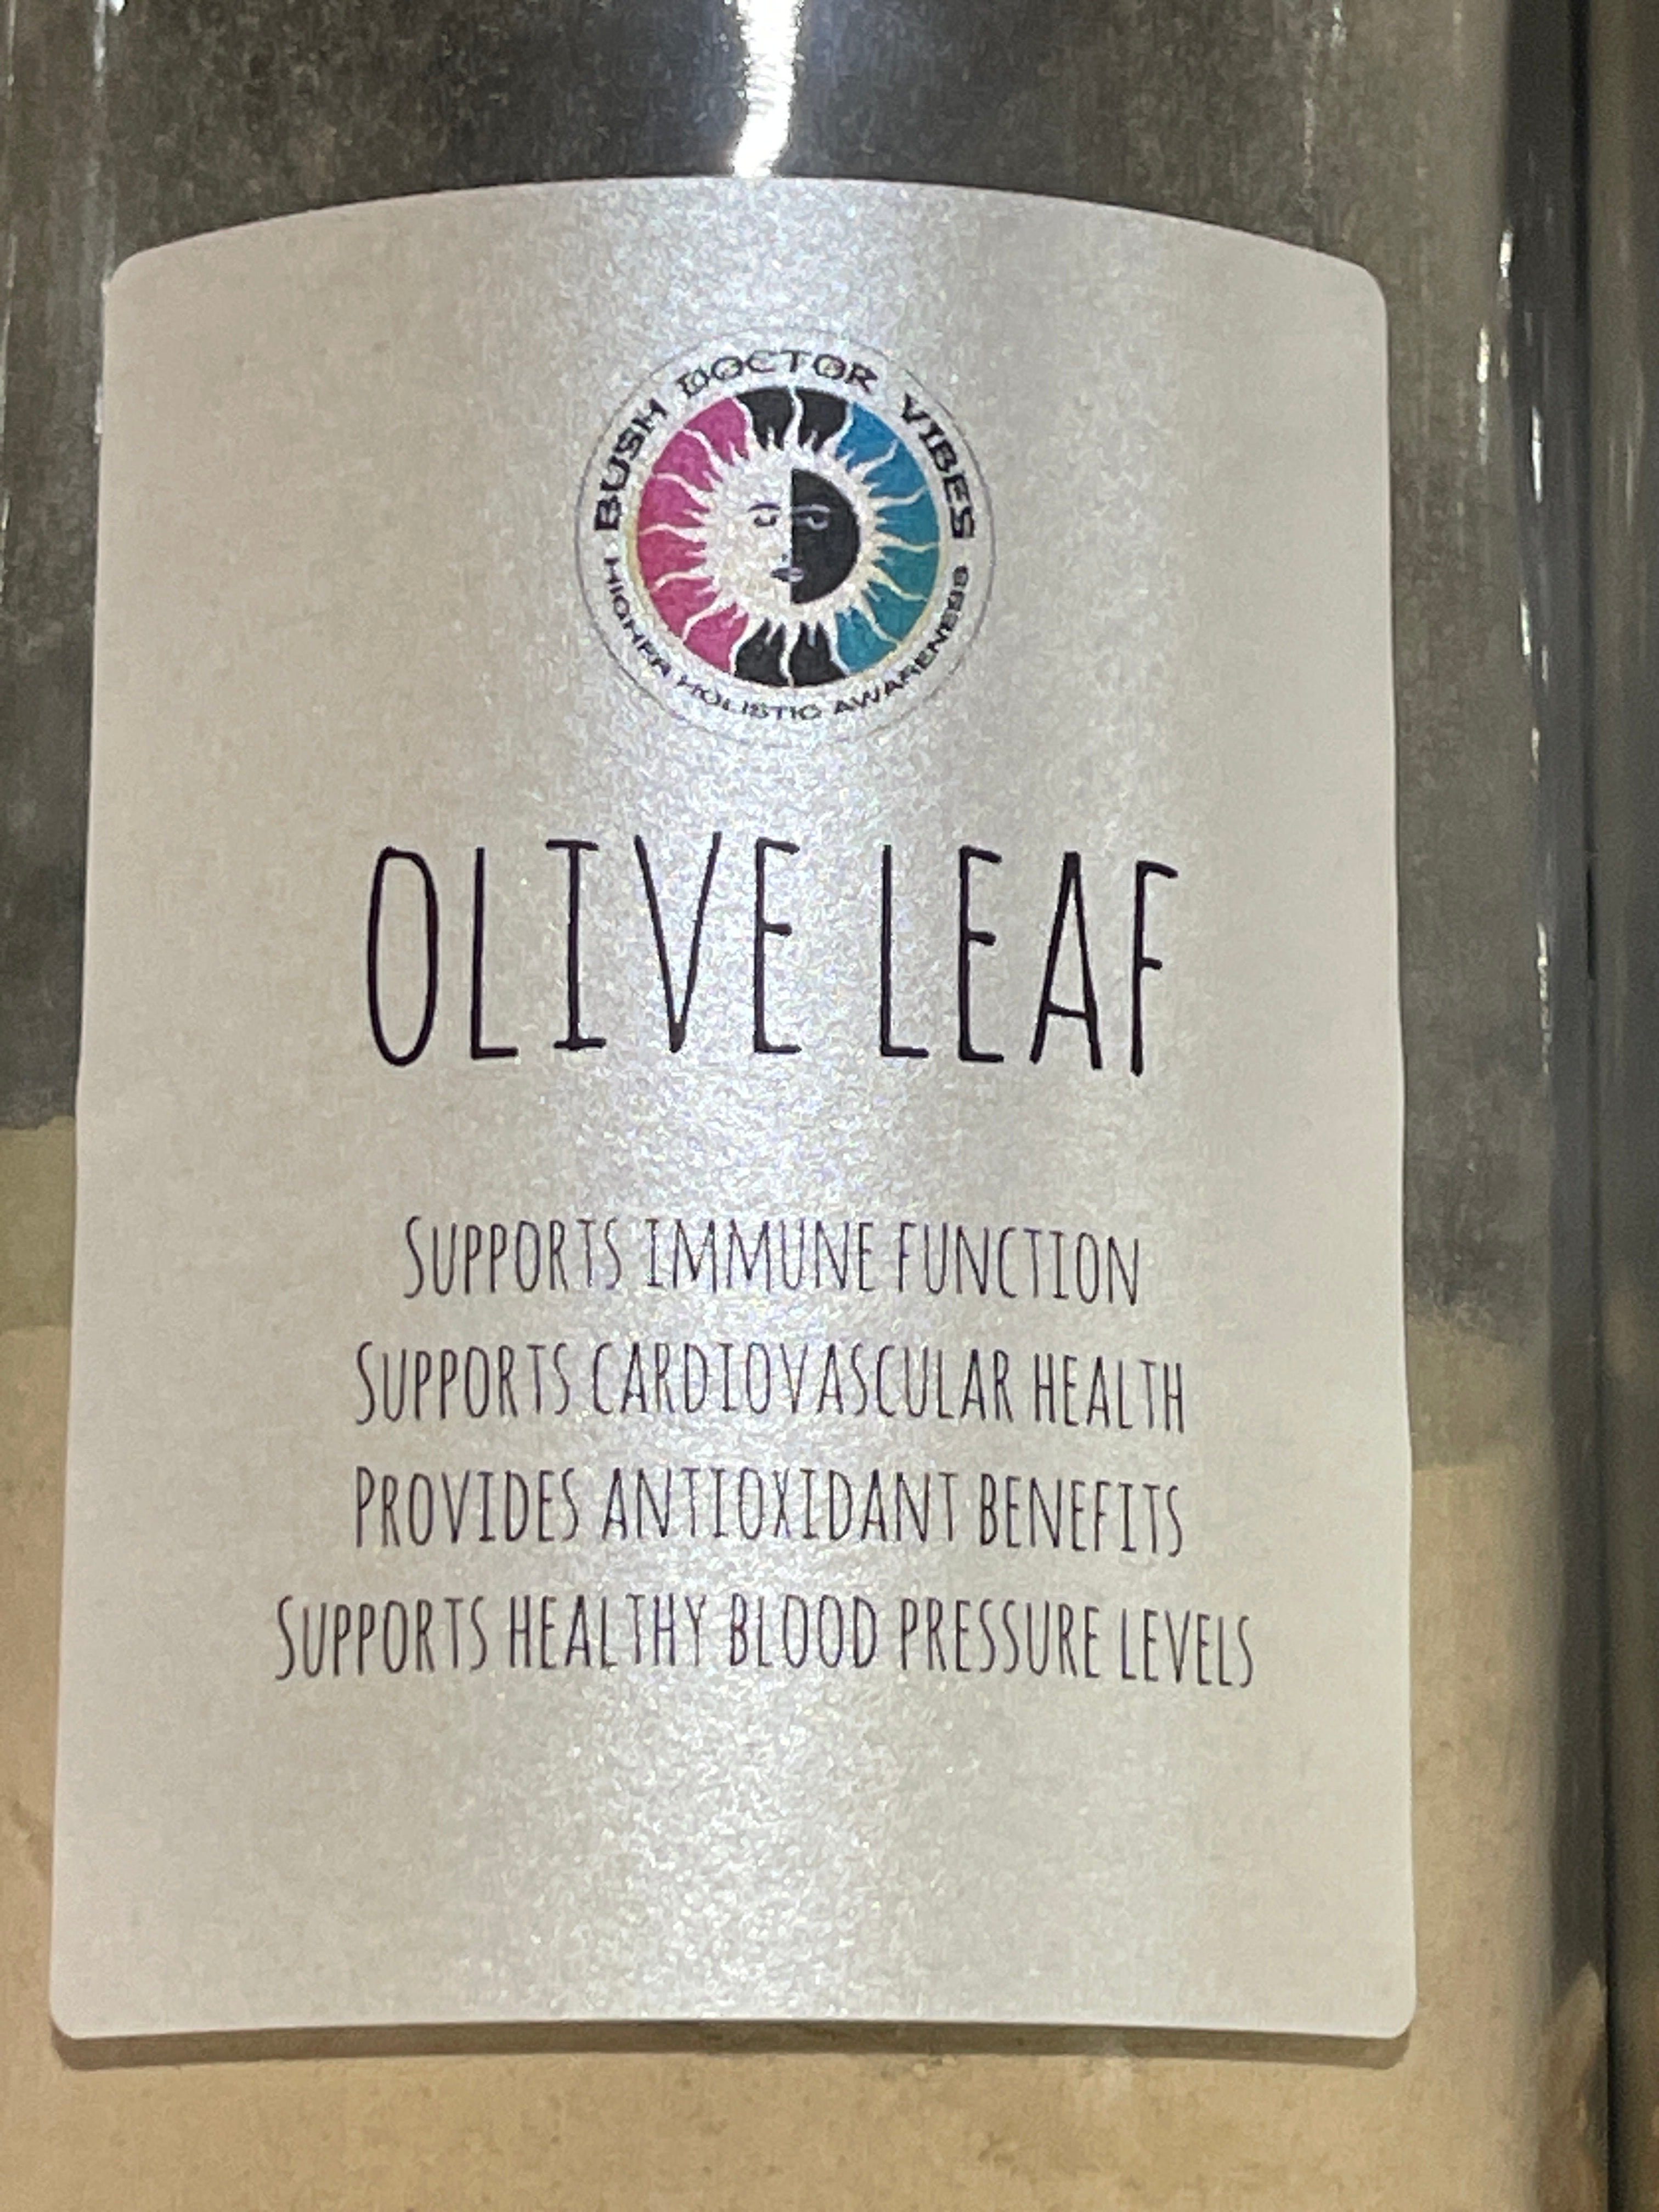 BUSH DOCTOR VIBES
HIGHER HOLISTIC AWARENESS
OLIVE LEAF
SUPPORTS IMMUNE FUNCTION
SUPPORTS CARDIOVASCULAR HEALTH
PROVIDES ANTIOXIDANT BENEFITS
SUPPORTS HEALTHY BLOOD PRESSURE LEVELS